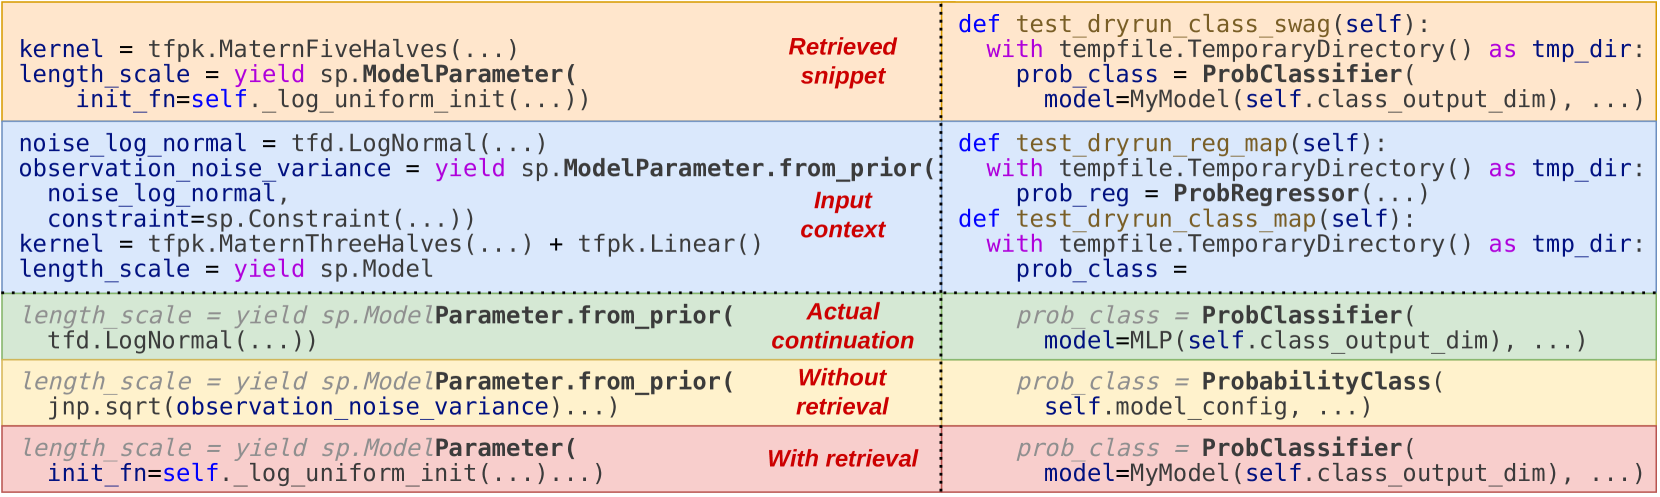 kernel = tfpk.MaternFiveHalves(...)
length_scale = yield sp.ModelParameter(
    init_fn=self._log_uniform_init(...))
Retrieved
snippet
def test_dryrun_class_swag(self):
  with tempfile.TemporaryDirectory() as tmp_dir:
    prob_class = ProbClassifier(
      model=MyModel(self.class_output_dim), ...)
noise_log_normal = tfd.LogNormal(...)
observation_noise_variance = yield sp.ModelParameter.from_prior(
  noise_log_normal,
  constraint=sp.Constraint(...))
kernel = tfpk.MaternThreeHalves(...) + tfpk.Linear()
length_scale = yield sp.Model
Input
context
def test_dryrun_reg_map(self):
  with tempfile.TemporaryDirectory() as tmp_dir:
    prob_reg = ProbRegressor(...)
def test_dryrun_class_map(self):
  with tempfile.TemporaryDirectory() as tmp_dir:
    prob_class =
length_scale = yield sp.ModelParameter.from_prior(
  tfd.LogNormal(...))
Actual
continuation
prob_class = ProbClassifier(
  model=MLP(self.class_output_dim), ...)
length_scale = yield sp.ModelParameter.from_prior(
  jnp.sqrt(observation_noise_variance)...)
Without
retrieval
prob_class = ProbabilityClass(
  self.model_config, ...)
length_scale = yield sp.ModelParameter(
  init_fn=self._log_uniform_init(...)...)
With retrieval
prob_class = ProbClassifier(
  model=MyModel(self.class_output_dim), ...)